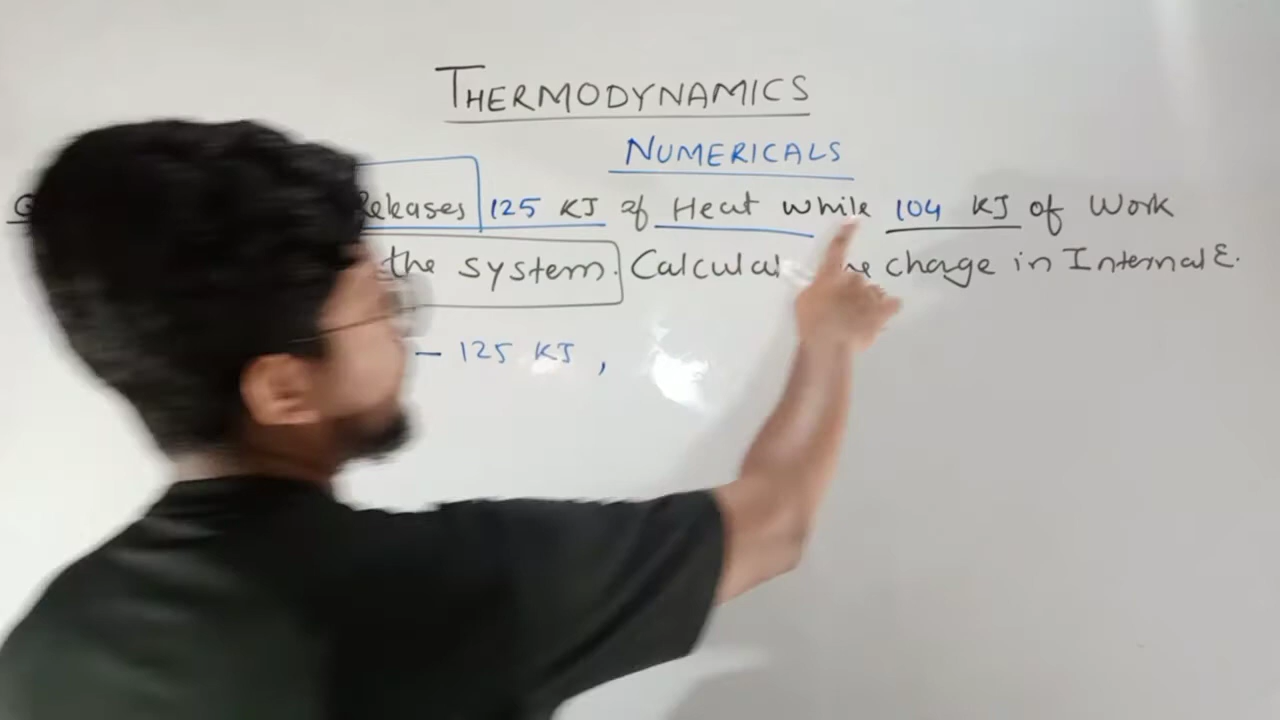 THERMODYNAMICS
NUMERICALS
Releases 125 KJ of Heat while 104 KJ of Work
the system. Calculat chage in Internal E.
- 125 KJ ,